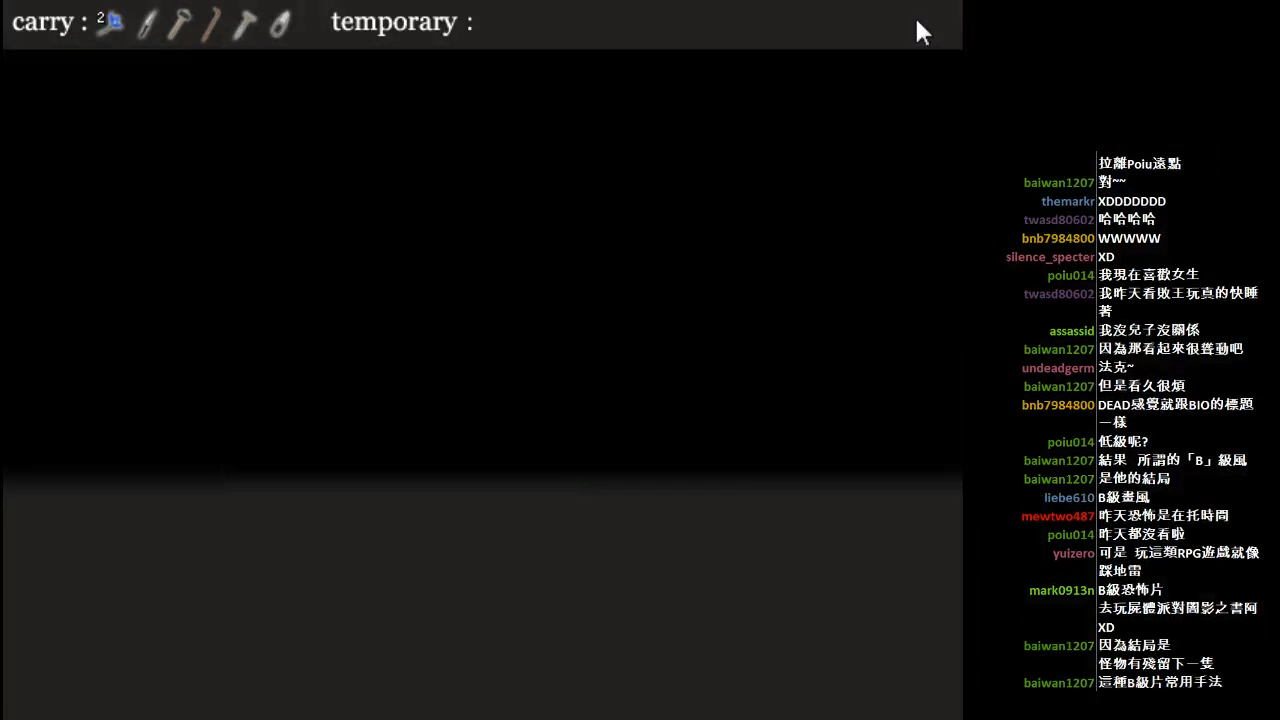 carry : 2
temporary :
拉離Poiu遠點
baiwan1207 對~~
themarkr XDDDDDDD
twasd80602 哈哈哈哈
bnb7984800 WWWWW
silence_specter XD
poiu014 我現在喜歡女生
twasd80602 我昨天看敗王玩真的快睡
著
assassid 我沒兒子沒關係
baiwan1207 因為那看起來很聳動吧
undeadgerm 法克~
baiwan1207 但是看久很煩
bnb7984800 DEAD感覺就跟BIO的標題
一樣
poiu014 低級呢?
baiwan1207 結果 所謂的「B」級風
baiwan1207 是他的結局
liebe610 B級畫風
mewtwo487 昨天恐怖是在托時間
poiu014 昨天都沒看啦
yuizero 可是 玩這類RPG遊戲就像
踩地雷
mark0913n B級恐怖片
去玩屍體派對闇影之書阿
XD
baiwan1207 因為結局是
怪物有殘留下一隻
baiwan1207 這種B級片常用手法